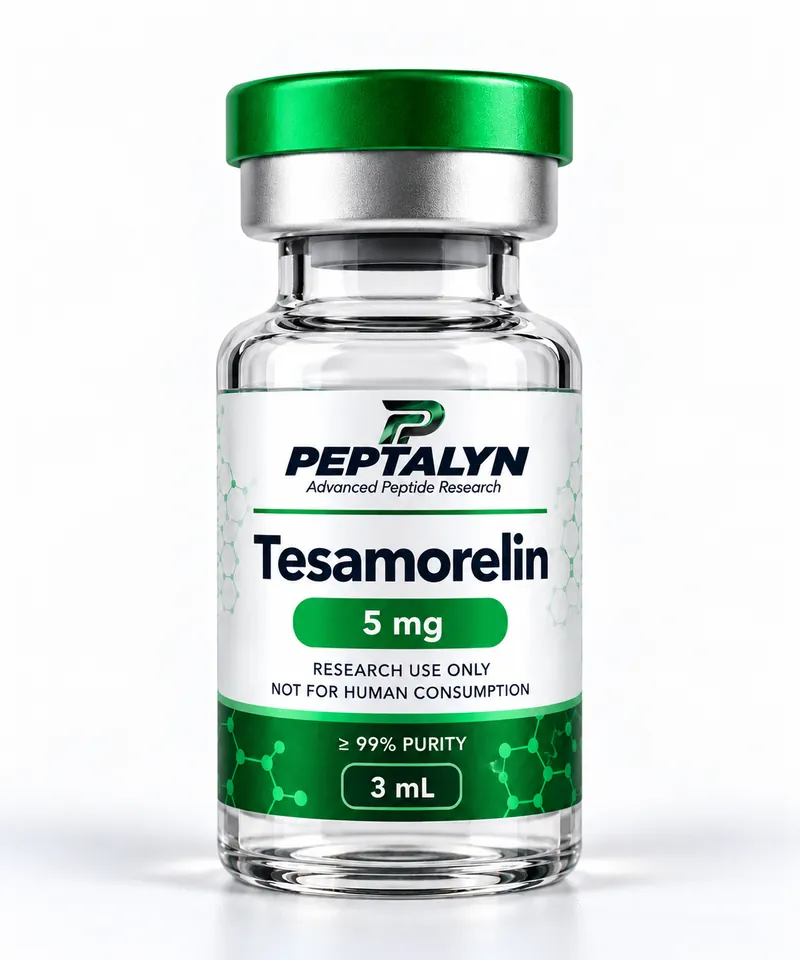 PEPTALYN
Advanced Peptide Research
Tesamorelin
5 mg
RESEARCH USE ONLY
NOT FOR HUMAN CONSUMPTION
≥ 99% PURITY
3 mL